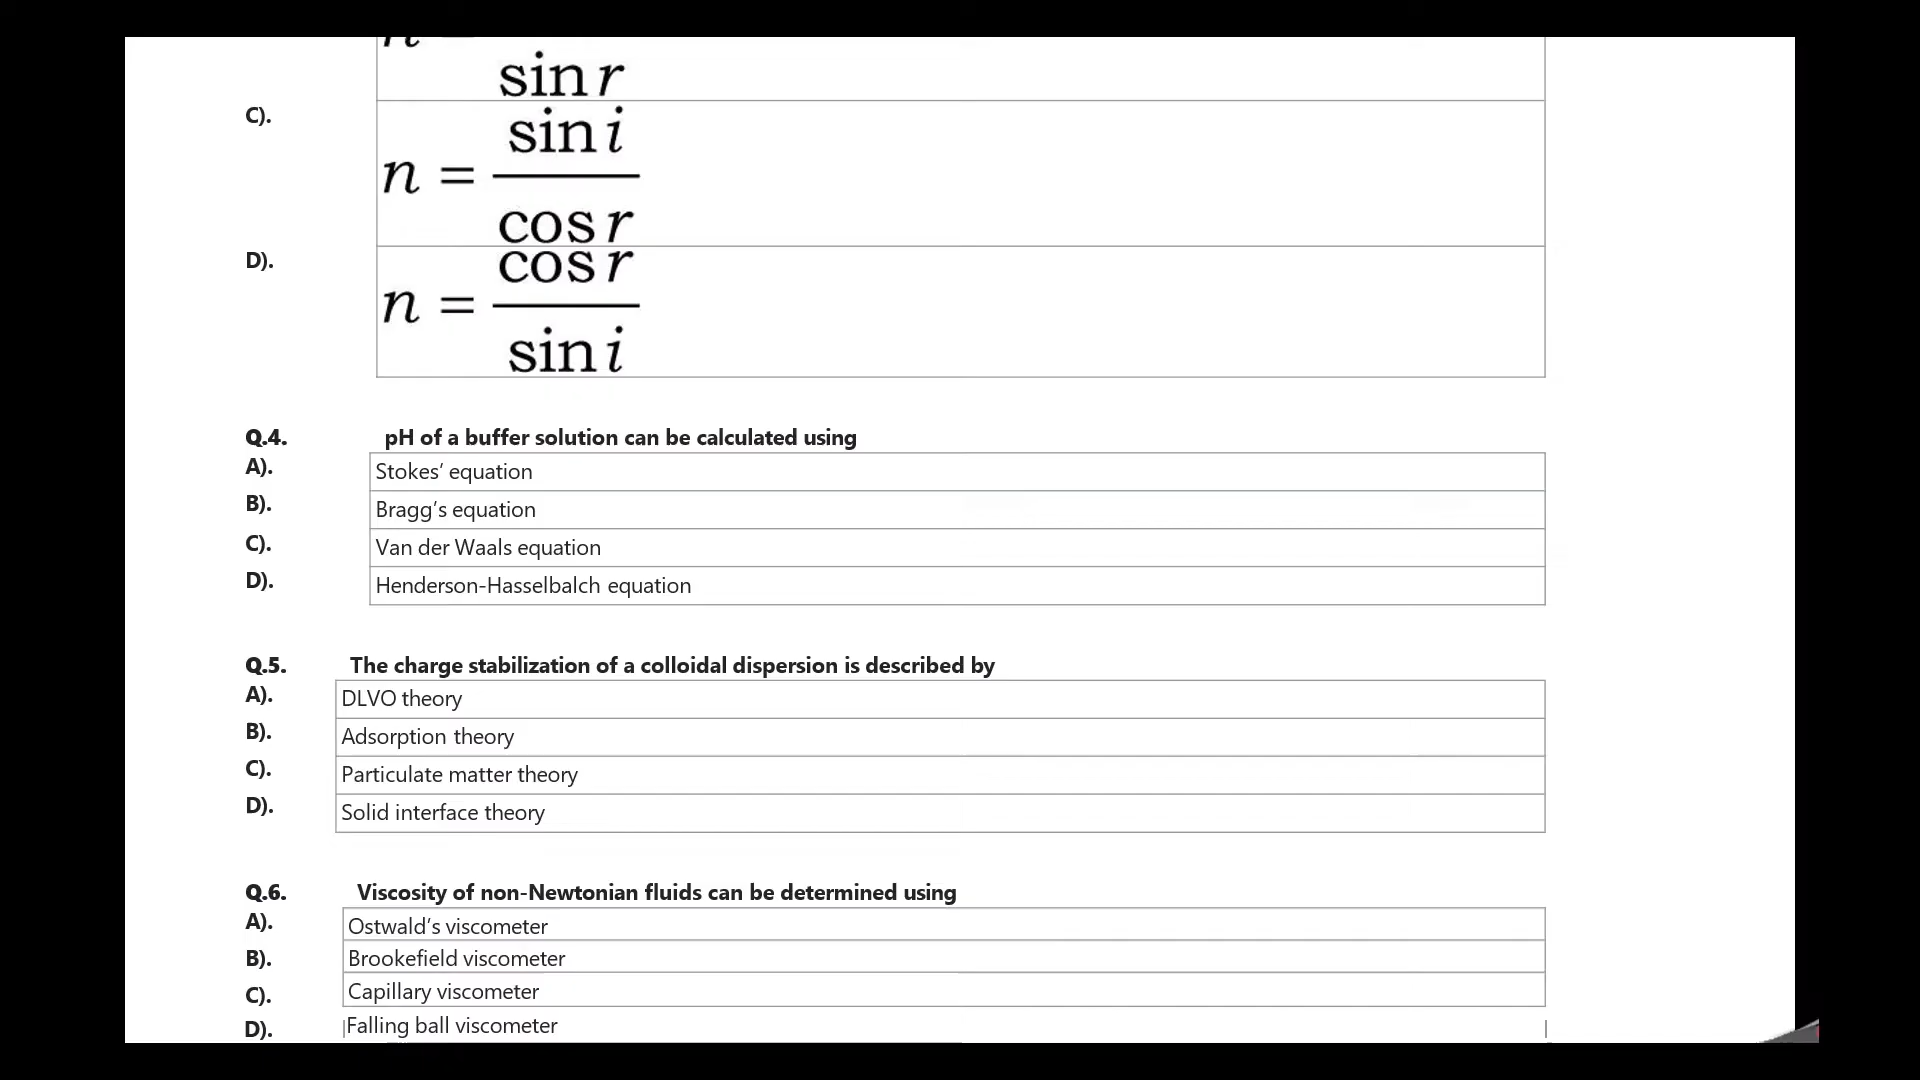 sin r
C).
n = sin i / cos r
D).
n = cos r / sin i
Q.4. pH of a buffer solution can be calculated using
A). Stokes’ equation
B). Bragg’s equation
C). Van der Waals equation
D). Henderson-Hasselbalch equation
Q.5. The charge stabilization of a colloidal dispersion is described by
A). DLVO theory
B). Adsorption theory
C). Particulate matter theory
D). Solid interface theory
Q.6. Viscosity of non-Newtonian fluids can be determined using
A). Ostwald’s viscometer
B). Brookefield viscometer
C). Capillary viscometer
D). Falling ball viscometer